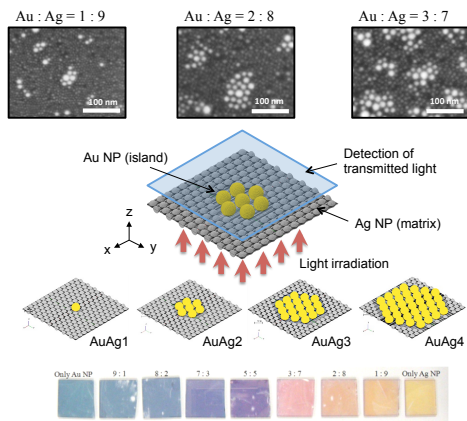 Au : Ag = 1 : 9
Au : Ag = 2 : 8
Au : Ag = 3 : 7
100 nm
100 nm
100 nm
Au NP (island)
Detection of
transmitted light
Ag NP (matrix)
z
x
y
Light irradiation
AuAg1
AuAg2
AuAg3
AuAg4
Only Au NP
9 : 1
8 : 2
7 : 3
5 : 5
3 : 7
2 : 8
1 : 9
Only Ag NP